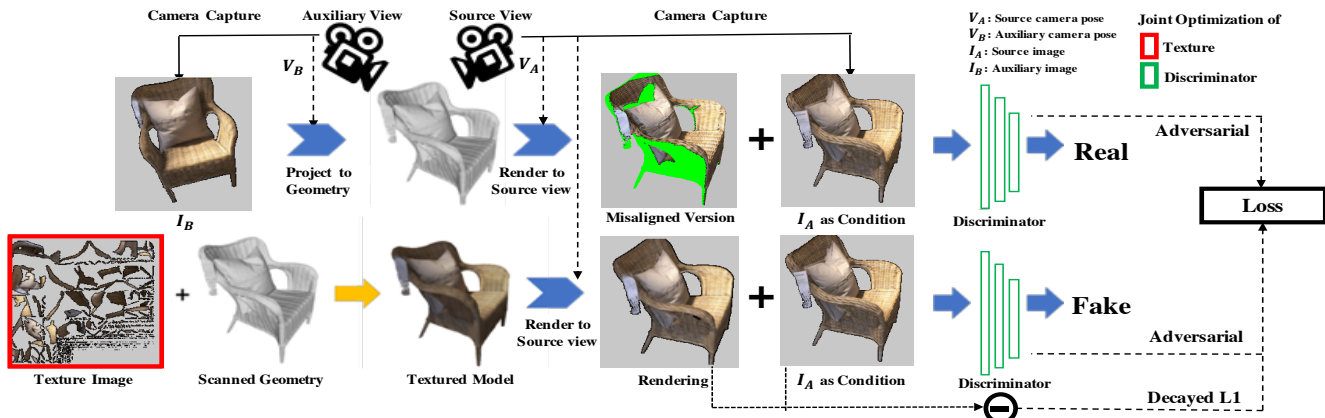 Camera Capture
Auxiliary View
Source View
Camera Capture
V_A : Source camera pose
V_B : Auxiliary camera pose
I_A : Source image
I_B : Auxiliary image
Joint Optimization of
Texture
Discriminator
V_B
V_A
Project to
Geometry
Render to
Source view
+
Real
Adversarial
I_B
Misaligned Version
I_A as Condition
Discriminator
Loss
+
Render to
Source view
+
Fake
Adversarial
Texture Image
Scanned Geometry
Textured Model
Rendering
I_A as Condition
Discriminator
Decayed L1